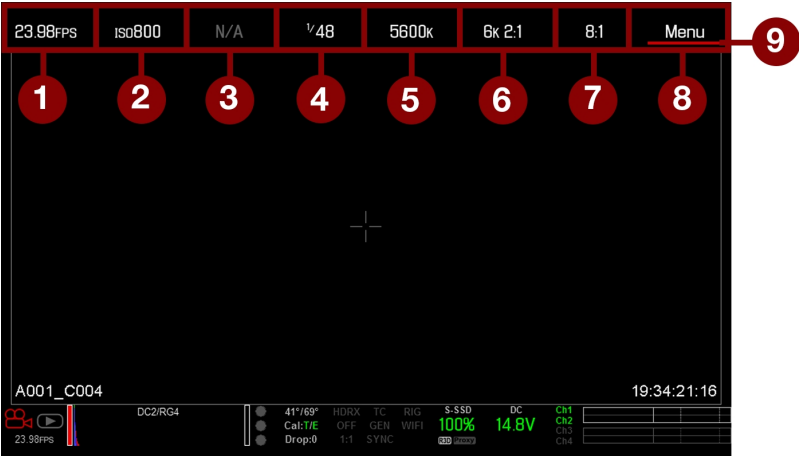 23.98FPS ISO800 N/A 1/48 5600K 6K 2:1 8:1 Menu 9
1 2 3 4 5 6 7 8
A001_C004 19:34:21:16
DC2/RG4 41°/69° HDRX TC RIG S-SSD DC Ch1
Cal:T/E OFF GEN WIFI 100% 14.8V Ch2
23.98FPS Drop:0 1:1 SYNC R3D Proxy Ch3
Ch4